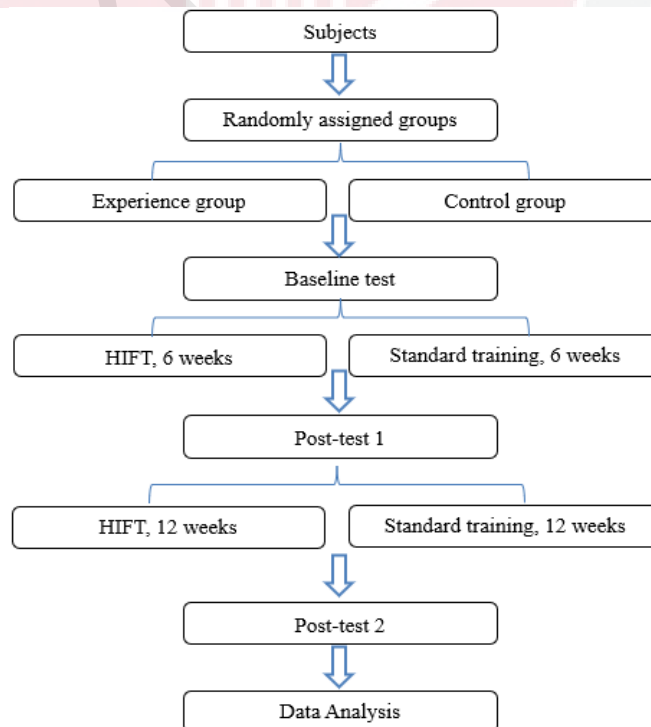 Subjects
Randomly assigned groups
Experience group
Control group
Baseline test
HIFT, 6 weeks
Standard training, 6 weeks
Post-test 1
HIFT, 12 weeks
Standard training, 12 weeks
Post-test 2
Data Analysis